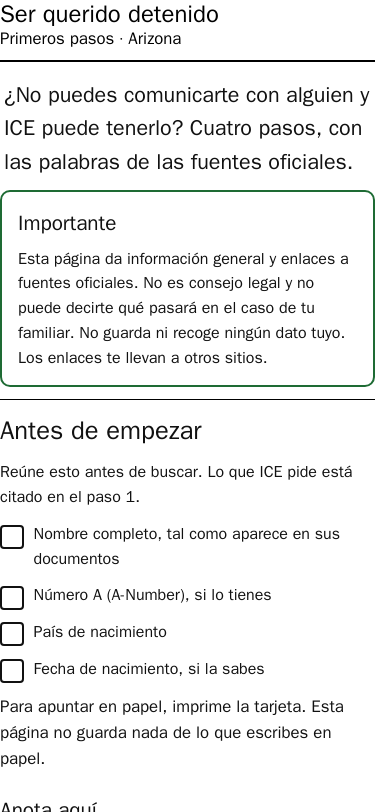 Ser querido detenido
Primeros pasos · Arizona
¿No puedes comunicarte con alguien y
ICE puede tenerlo? Cuatro pasos, con
las palabras de las fuentes oficiales.
Importante
Esta página da información general y enlaces a
fuentes oficiales. No es consejo legal y no
puede decirte qué pasará en el caso de tu
familiar. No guarda ni recoge ningún dato tuyo.
Los enlaces te llevan a otros sitios.
Antes de empezar
Reúne esto antes de buscar. Lo que ICE pide está
citado en el paso 1.
Nombre completo, tal como aparece en sus
documentos
Número A (A-Number), si lo tienes
País de nacimiento
Fecha de nacimiento, si la sabes
Para apuntar en papel, imprime la tarjeta. Esta
página no guarda nada de lo que escribes en
papel.
Anota aquí